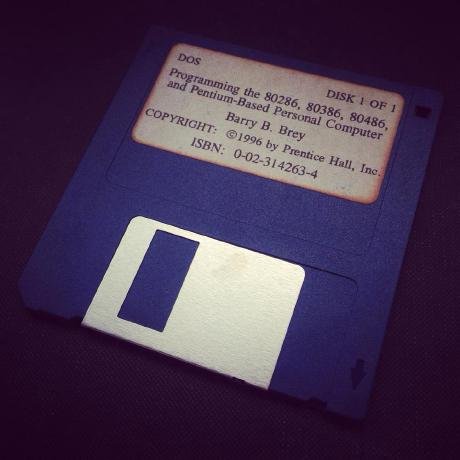 DOS DISK 1 OF 1
Programming the 80286, 80386, 80486,
and Pentium-Based Personal Computer
Barry B. Brey
COPYRIGHT: ©1996 by Prentice Hall, Inc.
ISBN: 0-02-314263-4